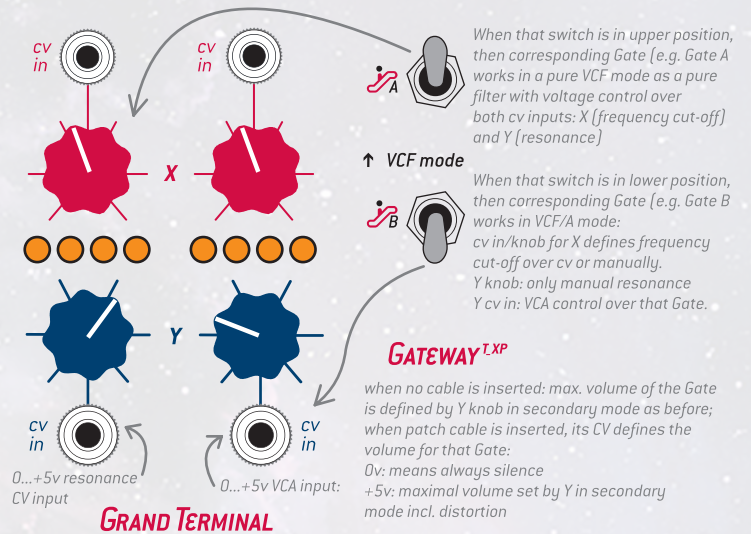 cv
in
cv
in
When that switch is in upper position,
then corresponding Gate (e.g. Gate A
works in a pure VCF mode as a pure
filter with voltage control over
both cv inputs: X (frequency cut-off)
and Y (resonance)
A
X
↑ VCF mode
When that switch is in lower position,
then corresponding Gate (e.g. Gate B
works in VCF/A mode:
cv in/knob for X defines frequency
cut-off over cv or manually.
Y knob: only manual resonance
Y cv in: VCA control over that Gate.
B
Y
GATEWAY T_XP
when no cable is inserted: max. volume of the Gate
is defined by Y knob in secondary mode as before;
when patch cable is inserted, its CV defines the
volume for that Gate:
0v: means always silence
+5v: maximal volume set by Y in secondary
mode incl. distortion
cv
in
cv
in
0...+5v resonance
CV input
0...+5v VCA input:
GRAND TERMINAL